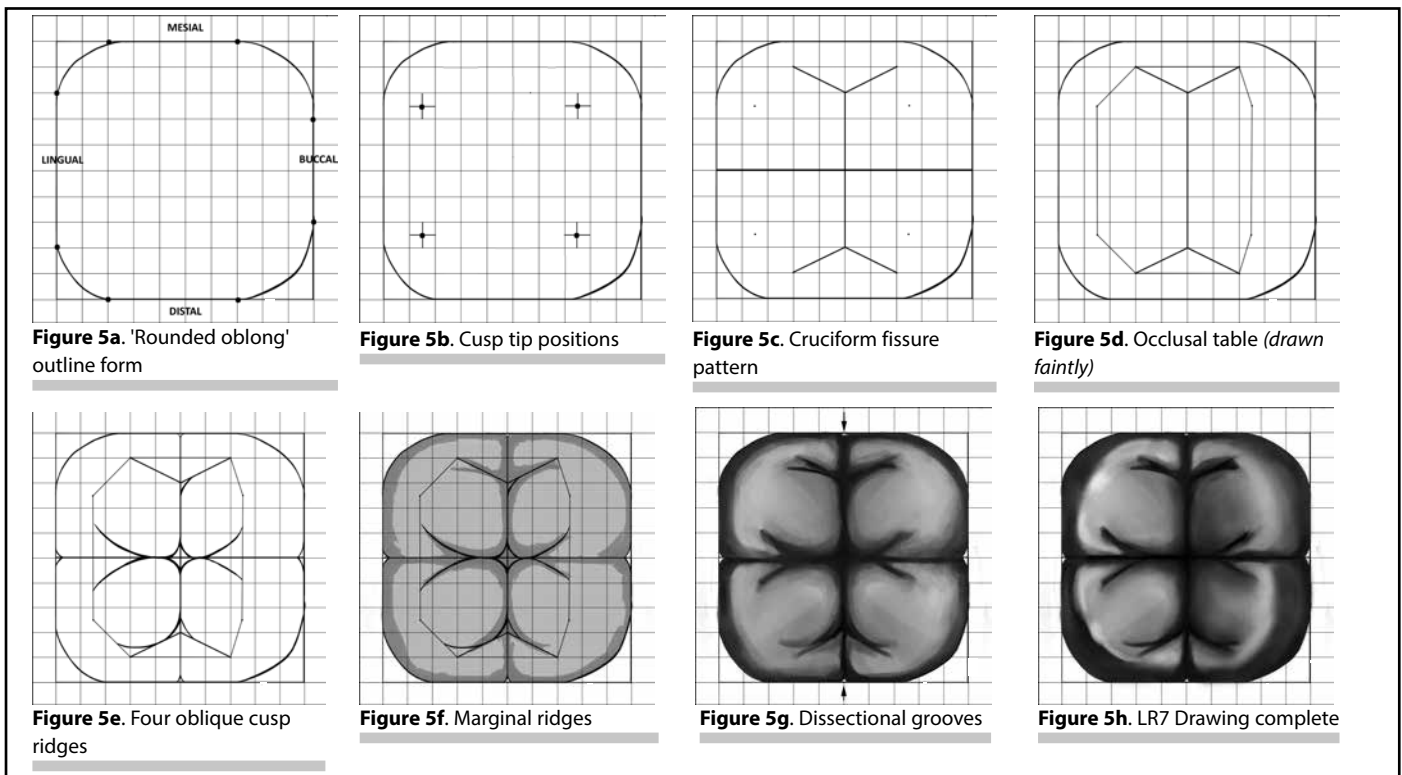 MESIAL
LINGUAL
BUCCAL
DISTAL
Figure 5a. 'Rounded oblong'
outline form
Figure 5b. Cusp tip positions
Figure 5c. Cruciform fissure
pattern
Figure 5d. Occlusal table (drawn
faintly)
Figure 5e. Four oblique cusp
ridges
Figure 5f. Marginal ridges
Figure 5g. Dissectional grooves
Figure 5h. LR7 Drawing complete